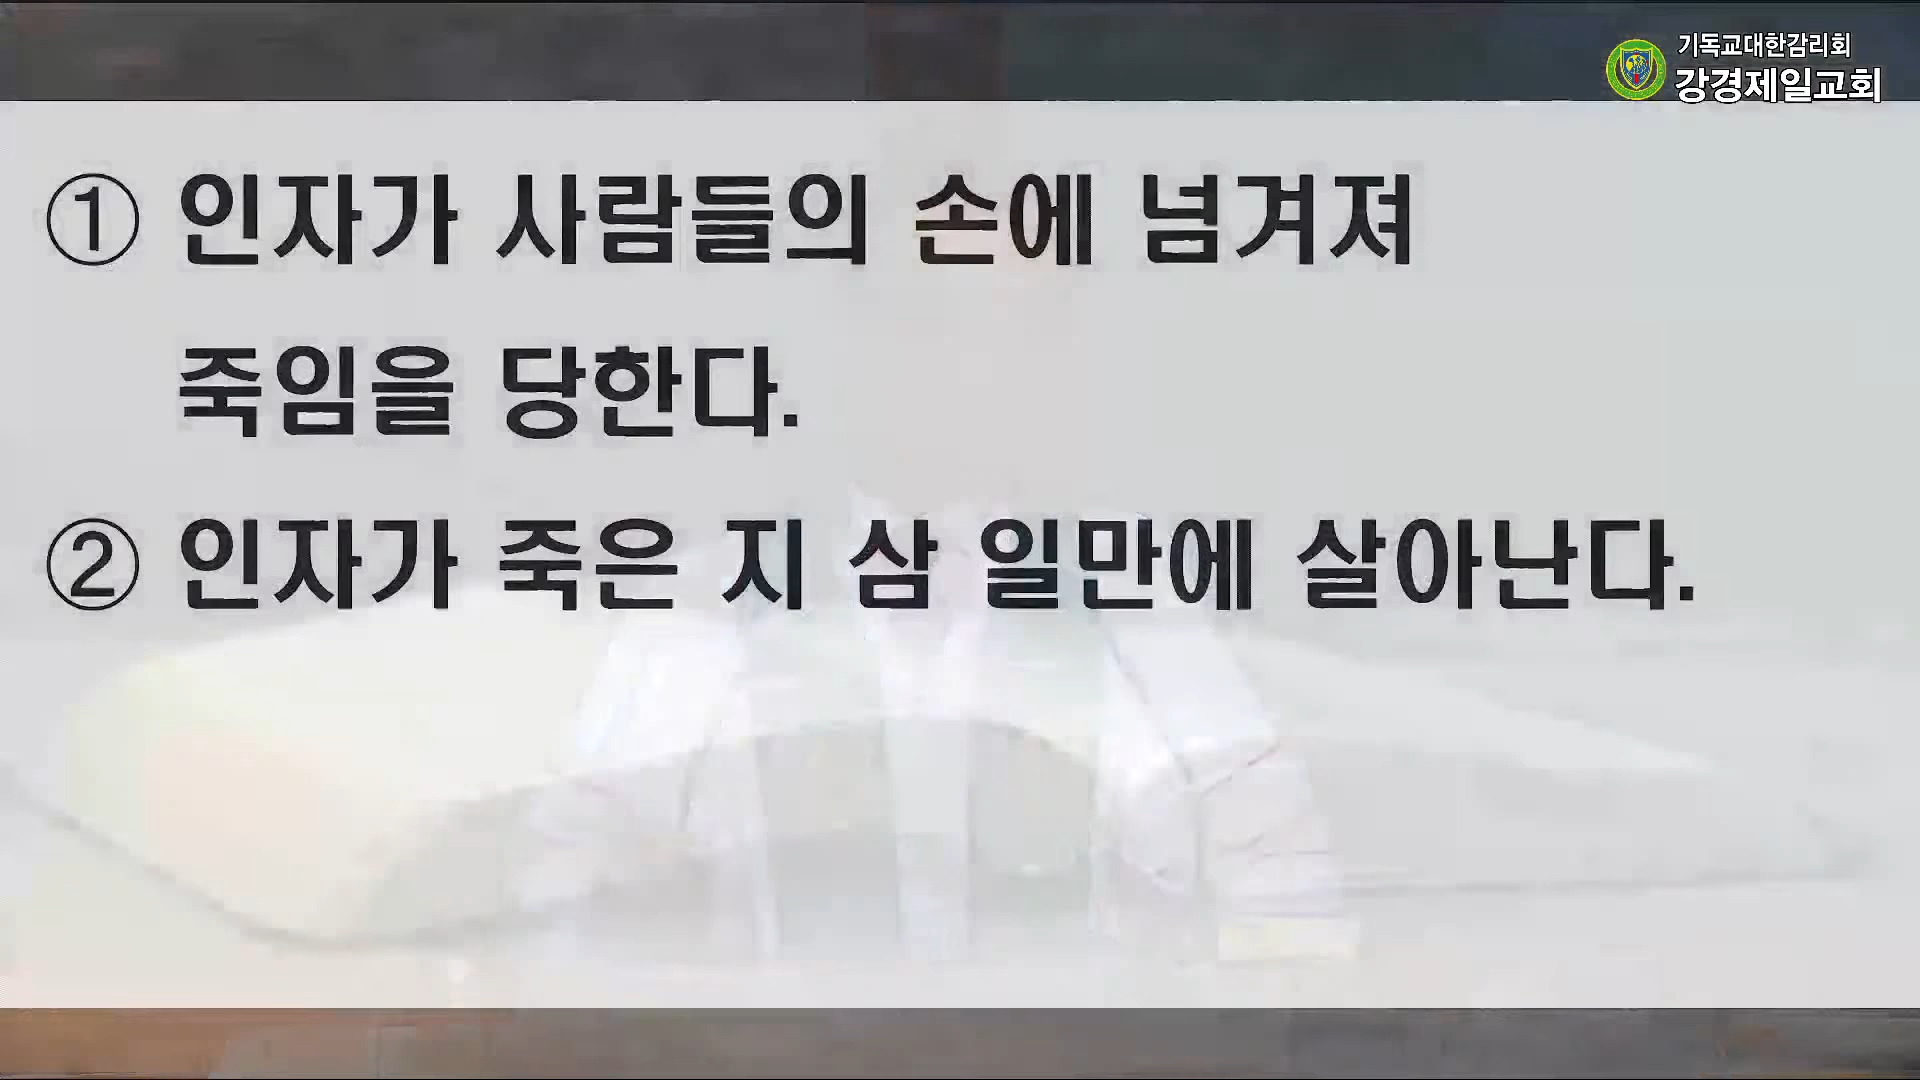 기독교대한감리회
강경제일교회
① 인자가 사람들의 손에 넘겨져
죽임을 당한다.
② 인자가 죽은 지 삼 일만에 살아난다.